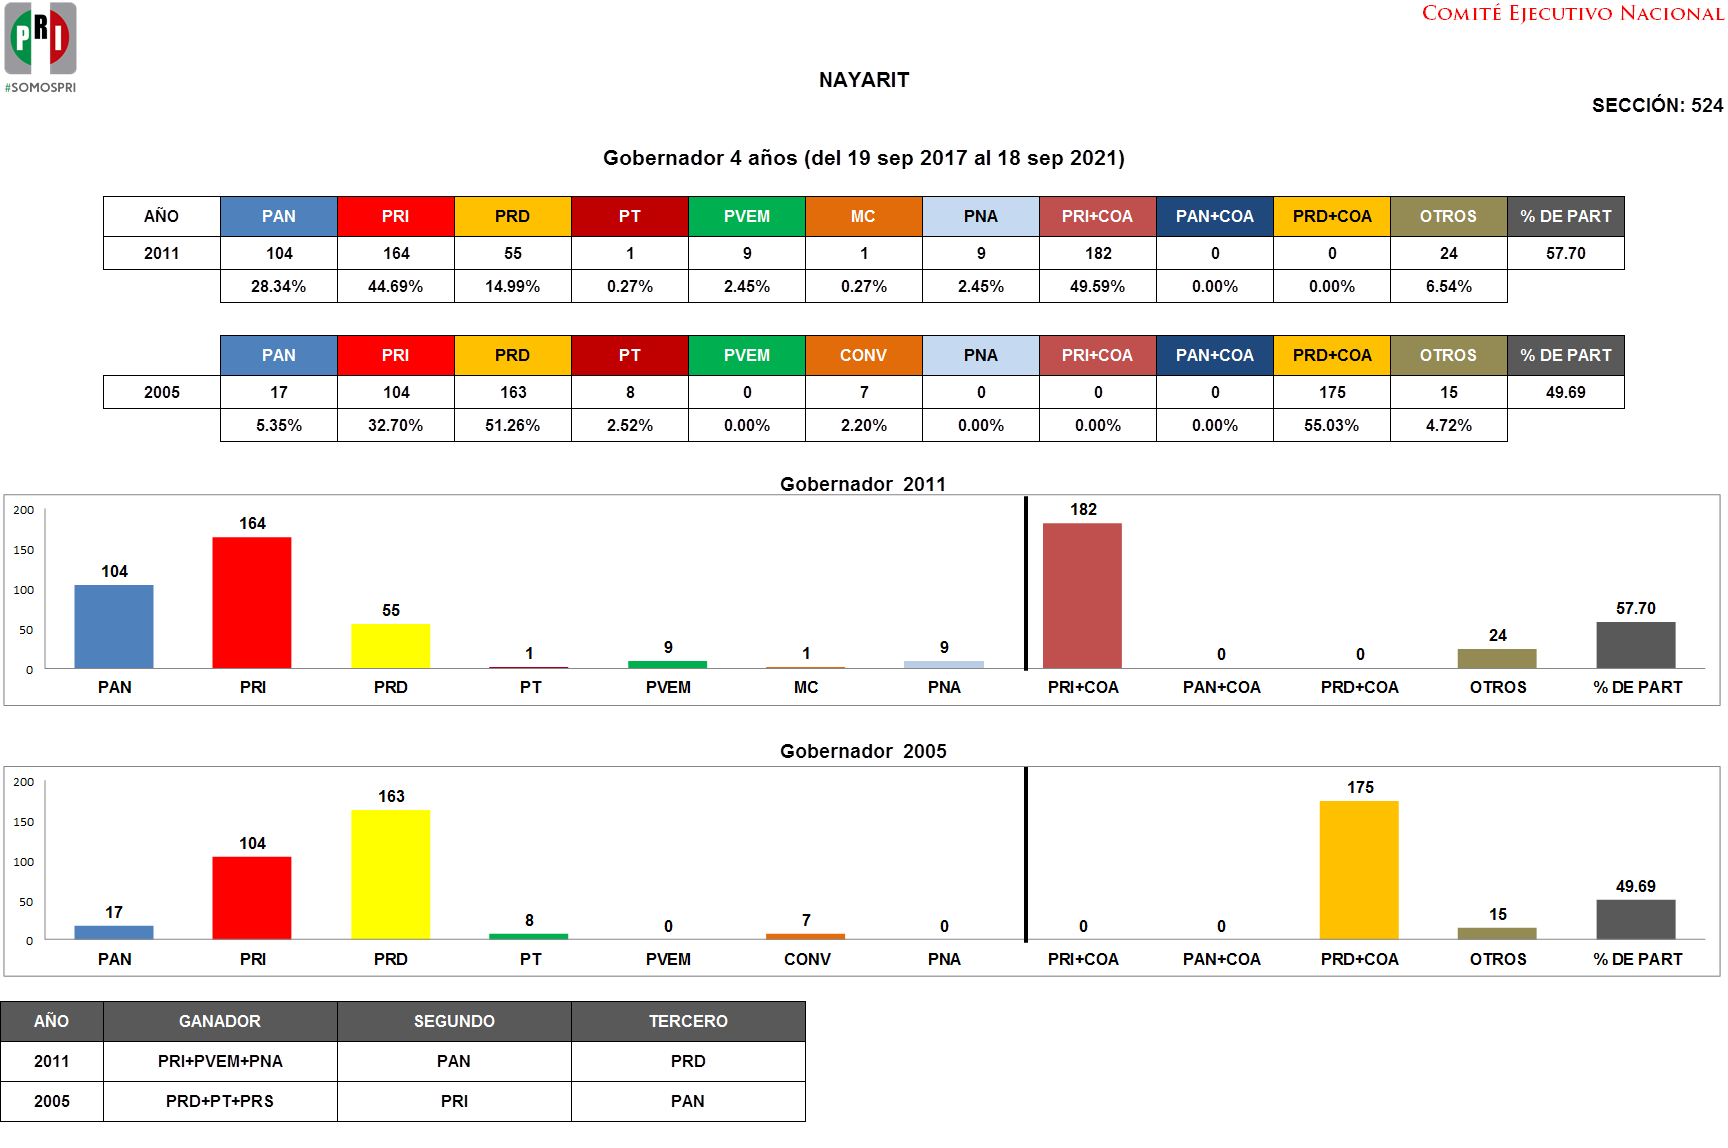 PRI
#SOMOSPRI
COMITÉ EJECUTIVO NACIONAL
NAYARIT
SECCIÓN: 524
Gobernador 4 años (del 19 sep 2017 al 18 sep 2021)
AÑO PAN PRI PRD PT PVEM MC PNA PRI+COA PAN+COA PRD+COA OTROS % DE PART
2011 104 164 55 1 9 1 9 182 0 0 24 57.70
28.34% 44.69% 14.99% 0.27% 2.45% 0.27% 2.45% 49.59% 0.00% 0.00% 6.54%
PAN PRI PRD PT PVEM CONV PNA PRI+COA PAN+COA PRD+COA OTROS % DE PART
2005 17 104 163 8 0 7 0 0 0 175 15 49.69
5.35% 32.70% 51.26% 2.52% 0.00% 2.20% 0.00% 0.00% 0.00% 55.03% 4.72%
Gobernador 2011
200
150
100
50
0
104 164 55 1 9 1 9 182 0 0 24 57.70
PAN PRI PRD PT PVEM MC PNA PRI+COA PAN+COA PRD+COA OTROS % DE PART
Gobernador 2005
200
150
100
50
0
17 104 163 8 0 7 0 0 0 175 15 49.69
PAN PRI PRD PT PVEM CONV PNA PRI+COA PAN+COA PRD+COA OTROS % DE PART
AÑO GANADOR SEGUNDO TERCERO
2011 PRI+PVEM+PNA PAN PRD
2005 PRD+PT+PRS PRI PAN